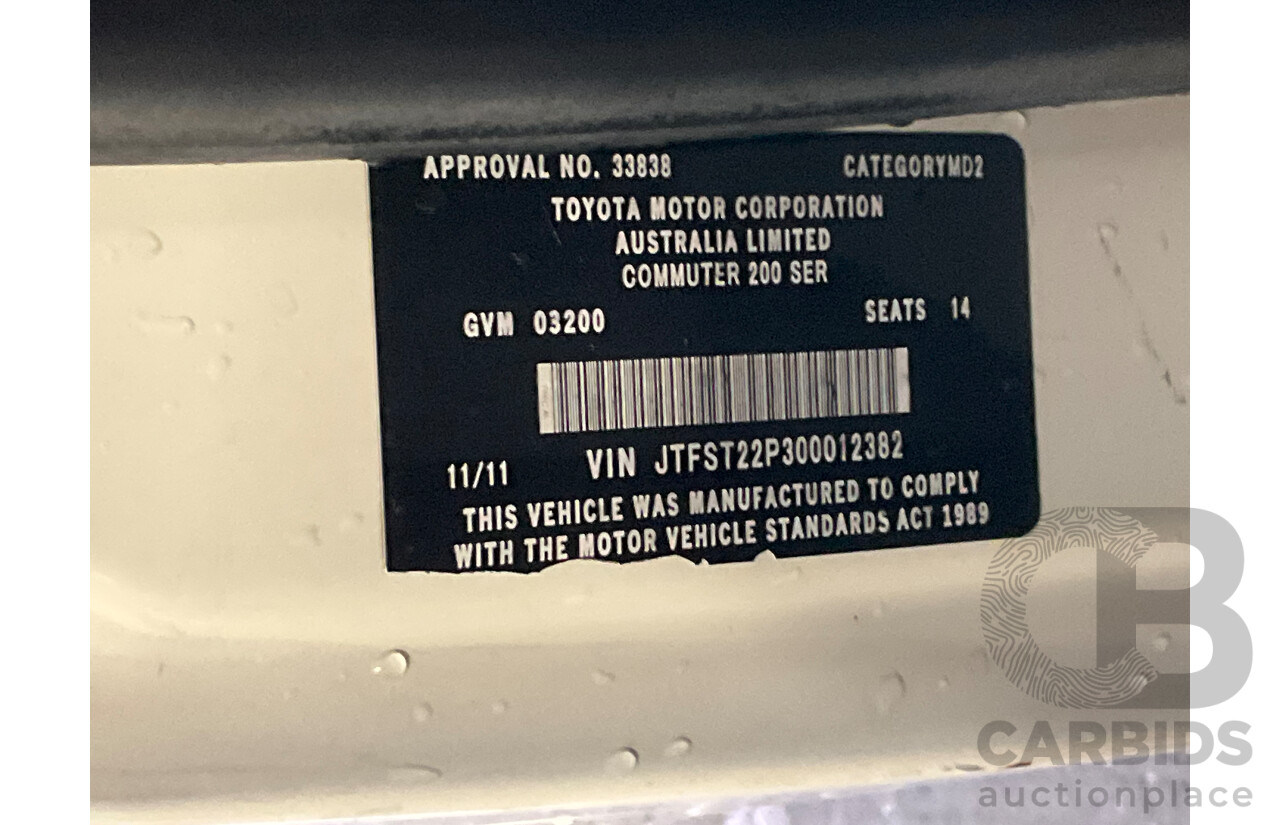 APPROVAL NO. 33838 CATEGORYMD2
TOYOTA MOTOR CORPORATION
AUSTRALIA LIMITED
COMMUTER 200 SER
GVM 03200 SEATS 14
11/11 VIN JTFST22P300012382
THIS VEHICLE WAS MANUFACTURED TO COMPLY
WITH THE MOTOR VEHICLE STANDARDS ACT 1989
CB
CARBIDS
auctionplace